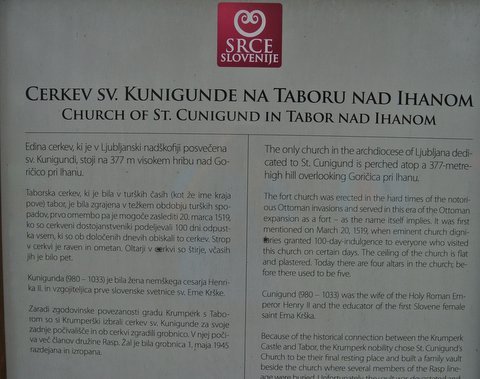 SRCE
SLOVENIJE
CERKEV SV. KUNIGUNDE NA TABORU NAD IHANOM
CHURCH OF ST. CUNIGUND IN TABOR NAD IHANOM
Edina cerkev, ki je v Ljubljanski nadškofiji posvečena
sv. Kunigundi, stoji na 377 m visokem hribu nad Go-
ričico pri Ihanu.
Taborska cerkev, ki je bila v turških časih (kot že ime kraja
pove) tabor, je bila zgrajena v težkem obdobju turških spo-
padov, prvo omembo pa je mogoče zaslediti 20. marca 1519,
ko so cerkveni dostojanstveniki podeljevali 100 dni odpust-
ka vsem, ki so ob določenih dnevih obiskali to cerkev. Strop
v cerkvi je raven in ometan. Oltarji v cerkvi so štirje, včasih
jih je bilo pet.
Kunigunda (980 – 1033) je bila žena nemškega cesarja Henri-
ka II. in vzgojiteljica prve slovenske svetnice sv. Eme Krške.
Zaradi zgodovinske povezanosti gradu Krumperk s Tabo-
rom so si Krumperški izbrali cerkev sv. Kunigunde za svoje
zadnje počivališče in ob cerkvi zgradili grobnico. V njej počí-
va več članov družine Rasp. Žal je bila grobnica 1. maja 1945
razdejana in izropana.
The only church in the archdiocese of Ljubljana dedi-
cated to St. Cunigund is perched atop a 377-metre-
high hill overlooking Goričica pri Ihanu.
The fort church was erected in the hard times of the notori-
ous Ottoman invasions and served in this era of the Ottoman
expansion as a fort – as the name itself implies. It was first
mentioned on March 20, 1519, when eminent church digni-
taries granted 100-day-indulgence to everyone who visited
this church on certain days. The ceiling of the church is flat
and plastered. Today there are four altars in the church; be-
fore there used to be five.
Cunigund (980 – 1033) was the wife of the Holy Roman Em-
peror Henry II and the educator of the first Slovene female
saint Ema Krška.
Because of the historical connection between the Krumperk
Castle and Tabor, the Krumperk nobility chose St. Cunigund's
Church to be their final resting place and built a family vault
beside the church where several members of the Rasp line-
age were buried. Unfortunately, the vault was devastated and